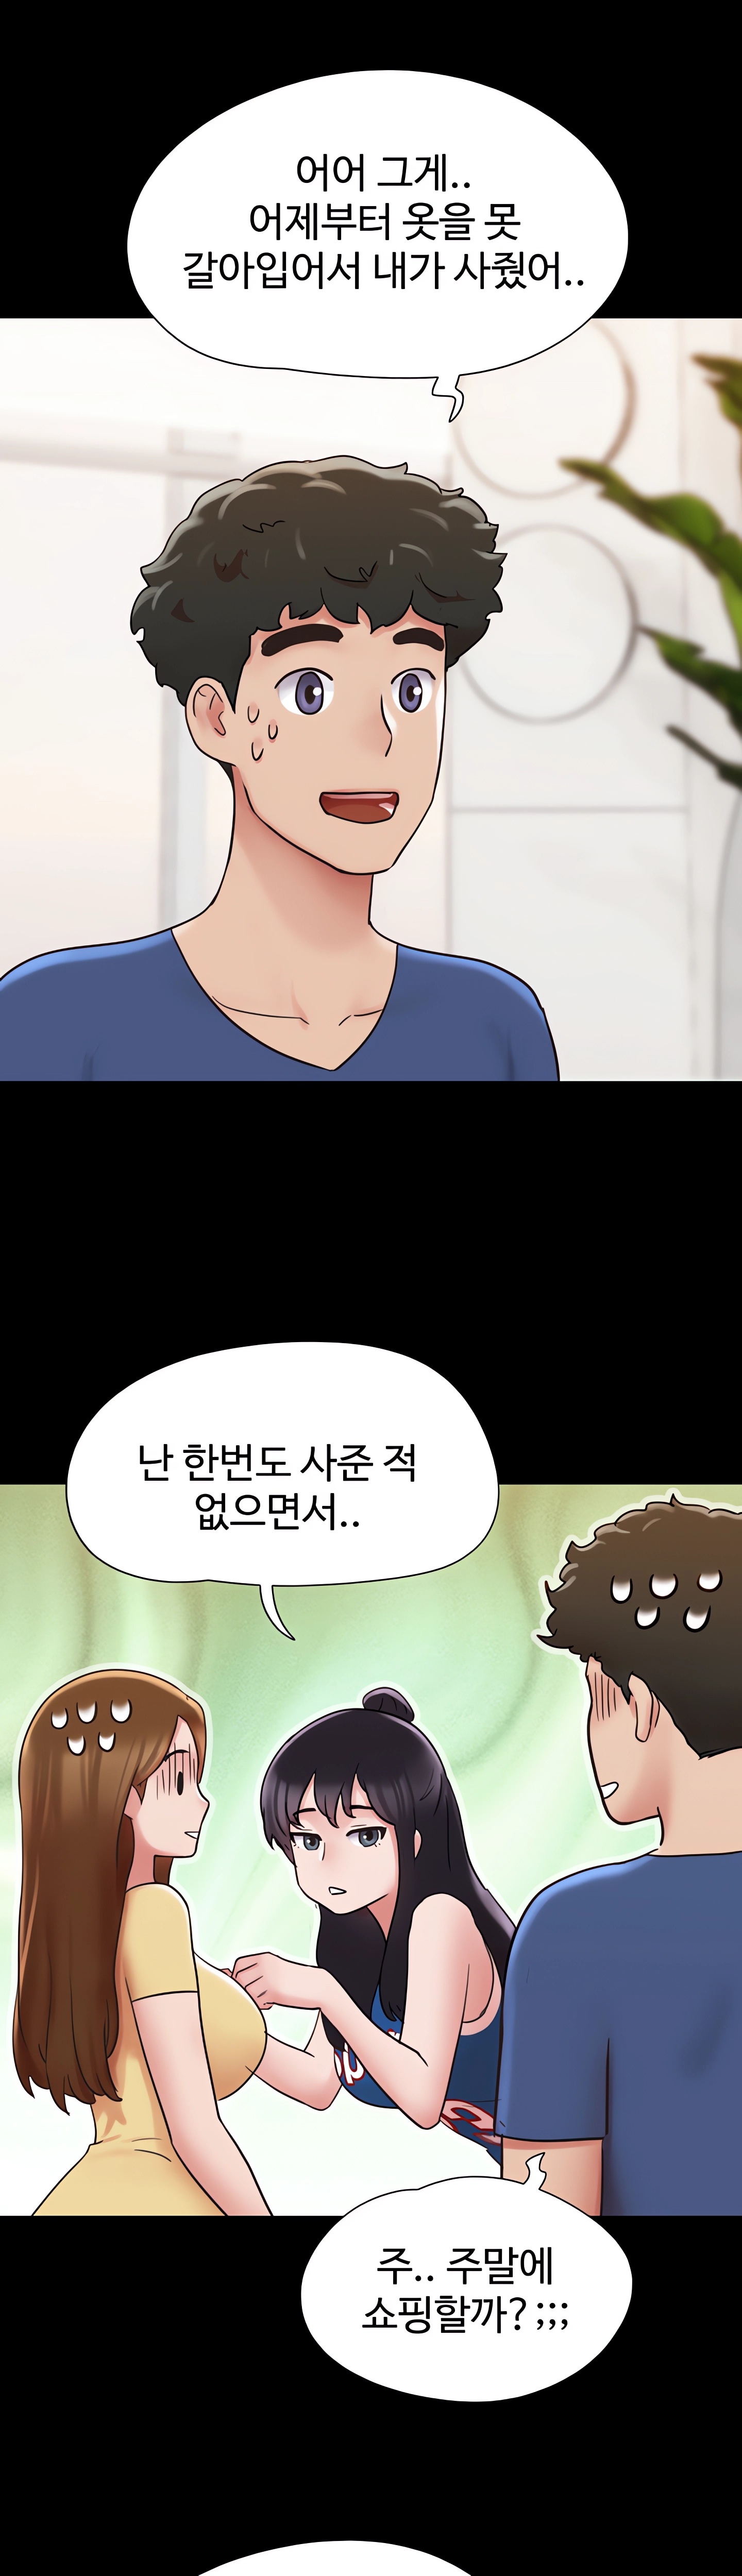 어어 그게..
어제부터 옷을 못
갈아입어서 내가 사줬어..
난 한번도 사준 적
없으면서..
주.. 주말에
쇼핑할까? ;;;